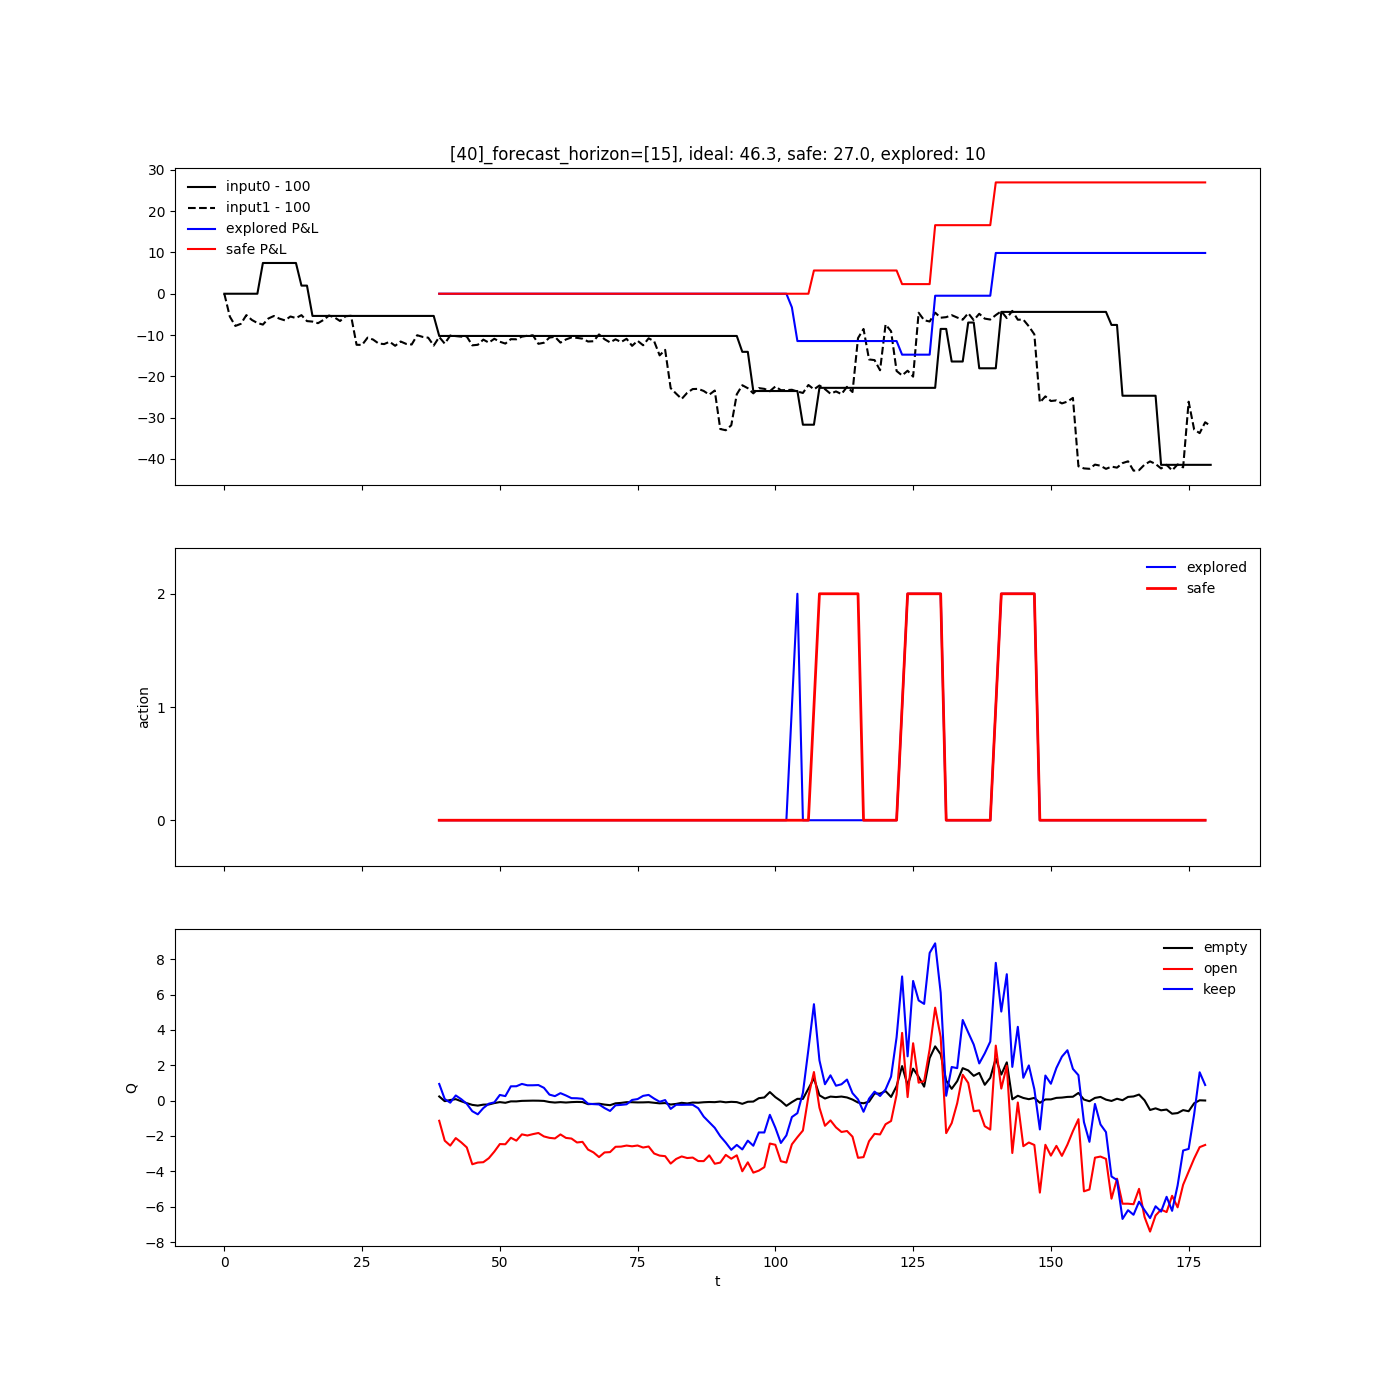 [40]_forecast_horizon=[15], ideal: 46.3, safe: 27.0, explored: 10
30
20
10
0
−10
−20
−30
−40
input0 - 100
input1 - 100
explored P&L
safe P&L
action
2
1
0
explored
safe
Q
8
6
4
2
0
−2
−4
−6
−8
empty
open
keep
0 25 50 75 100 125 150 175
t